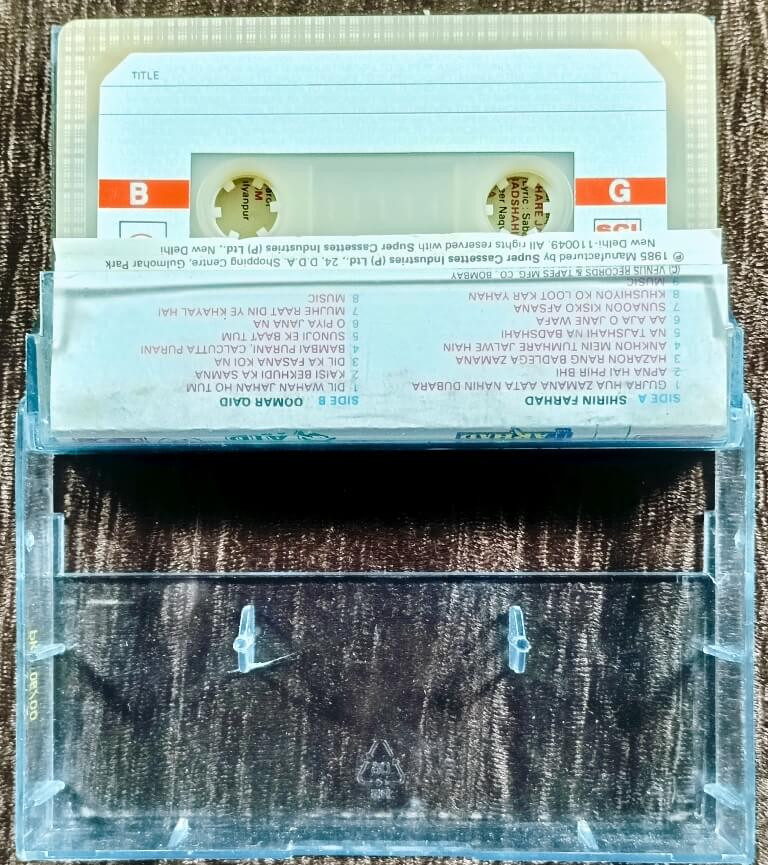 TITLE
B
G
SCI
SIDE A SHIRIN FARHAD
1 GUJRA HUA ZAMANA AATA NAHIN DUBARA
2 APNA HAI PHIR BHI
3 HAZARON RANG BADLEGA ZAMANA
4 ANKHON MEIN TUMHARE JALWE HAIN
5 NA TAJSHAH NA BADSHAHI
6 AA AJA O JANE WAFA
7 SUNAOON KISKO AFSANA
8 KHUSHIYON KO LOOT KAR YAHAN
9 MUSIC
SIDE B OOMAR QAID
1 DIL WAHAN JAHAN HO TUM
2 KAISI BEKHUDI KA SAMNA
3 DIL KA FASANA KOI NA
4 BAMBAI PURANI, CALCUTTA PURANI
5 SUNOJI EK BAAT TUM
6 O PIYA JANA NA
7 MUJHE RAAT DIN YE KHAYAL HAI
8 MUSIC
(C) VENUS RECORDS & TAPES MFG. CO., BOMBAY
℗ 1985 Manufactured by Super Cassettes Industries (P) Ltd., 24, D.D.A. Shopping Centre, Gulmohar Park
New Delhi-110049. All rights reserved with Super Cassettes Industries (P) Ltd., New Delhi